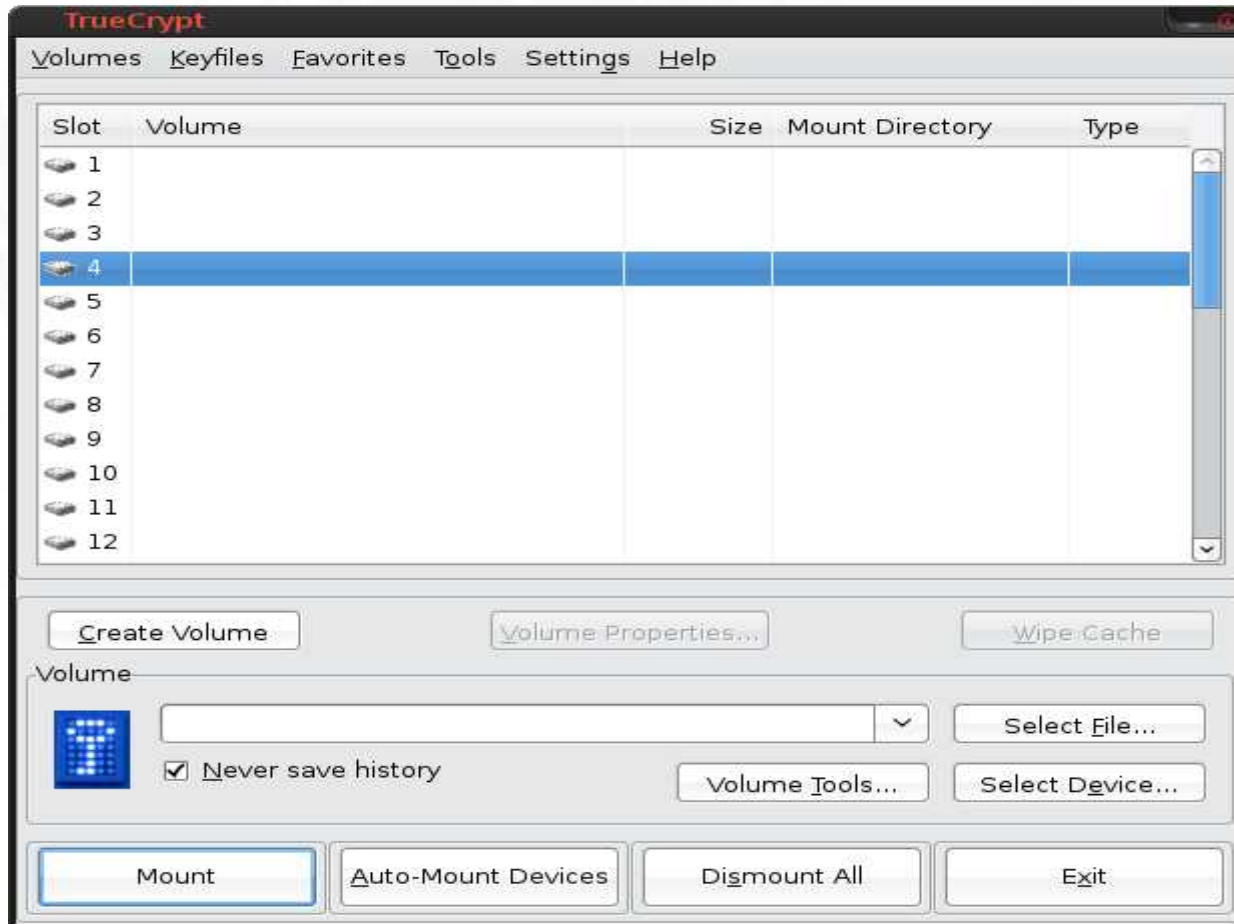 TrueCrypt
Volumes Keyfiles Favorites Tools Settings Help
Slot Volume Size Mount Directory Type
1
2
3
4
5
6
7
8
9
10
11
12
Create Volume Volume Properties... Wipe Cache
Volume
Select File...
Never save history
Volume Tools... Select Device...
Mount Auto-Mount Devices Dismount All Exit